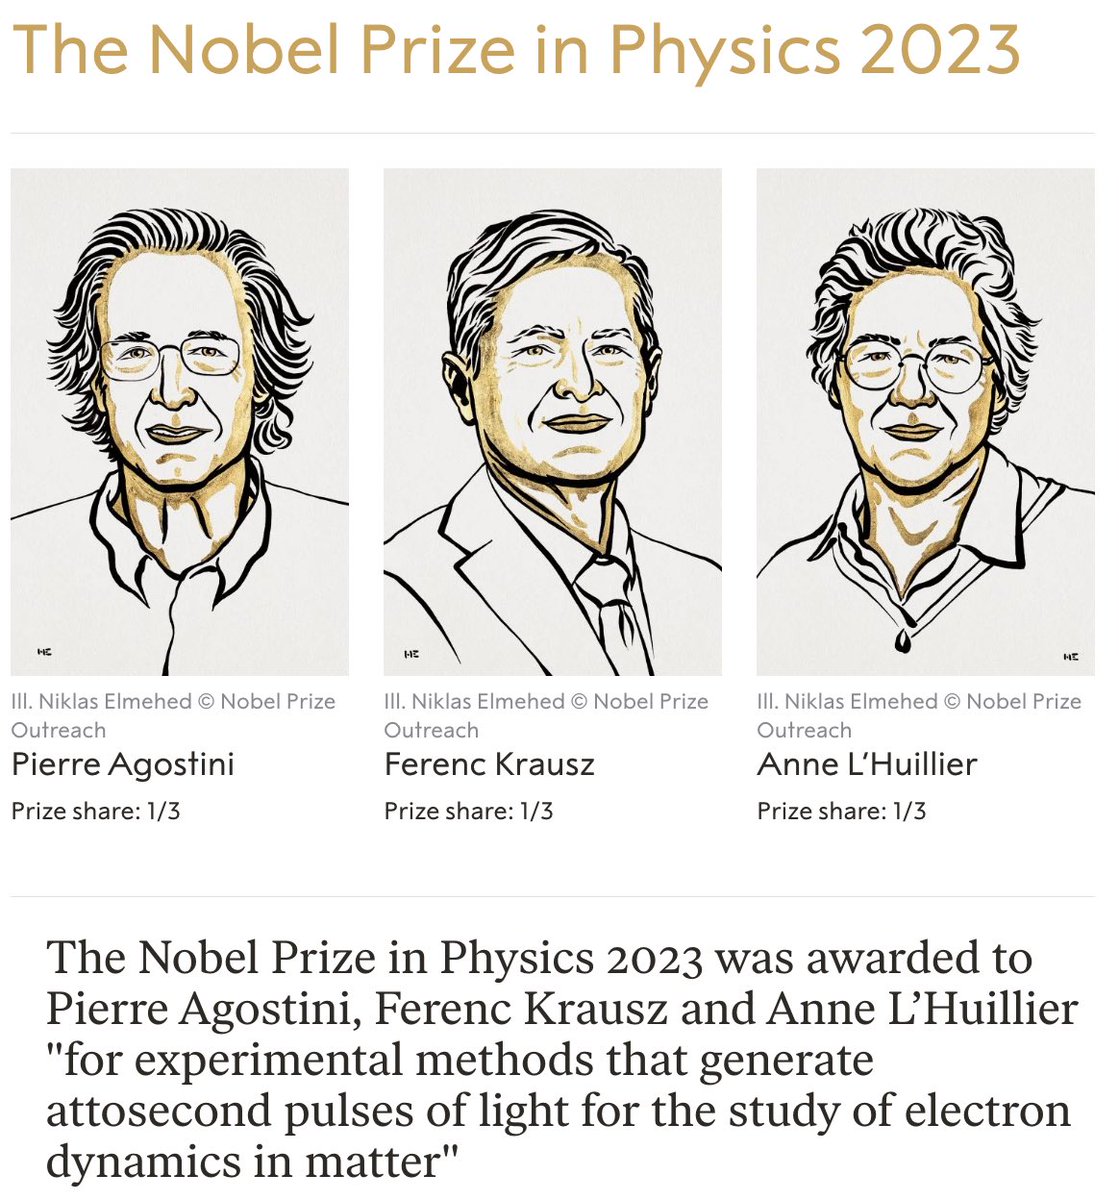 The Nobel Prize in Physics 2023
Ill. Niklas Elmehed © Nobel Prize
Outreach
Pierre Agostini
Prize share: 1/3
Ill. Niklas Elmehed © Nobel Prize
Outreach
Ferenc Krausz
Prize share: 1/3
Ill. Niklas Elmehed © Nobel Prize
Outreach
Anne L’Huillier
Prize share: 1/3
The Nobel Prize in Physics 2023 was awarded to
Pierre Agostini, Ferenc Krausz and Anne L’Huillier
"for experimental methods that generate
attosecond pulses of light for the study of electron
dynamics in matter"